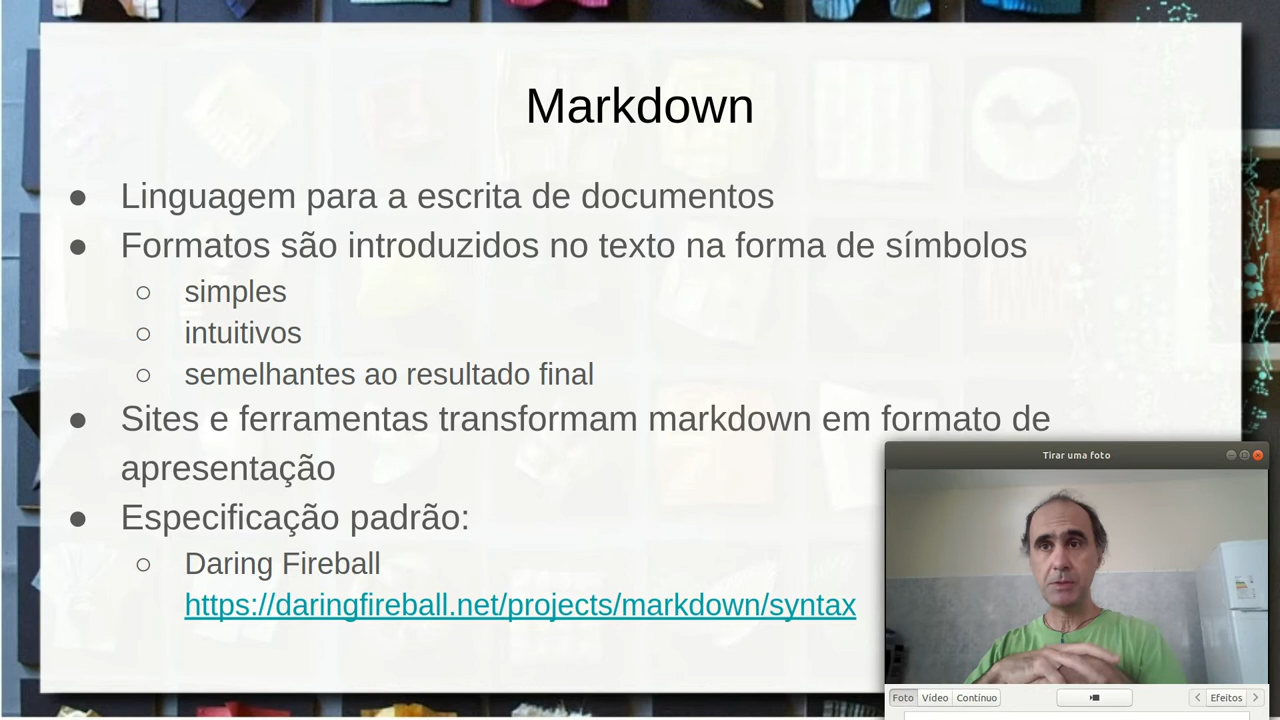 Markdown
● Linguagem para a escrita de documentos
● Formatos são introduzidos no texto na forma de símbolos
○ simples
○ intuitivos
○ semelhantes ao resultado final
● Sites e ferramentas transformam markdown em formato de
apresentação
● Especificação padrão:
○ Daring Fireball
https://daringfireball.net/projects/markdown/syntax
Tirar uma foto
Foto Vídeo Contínuo Efeitos